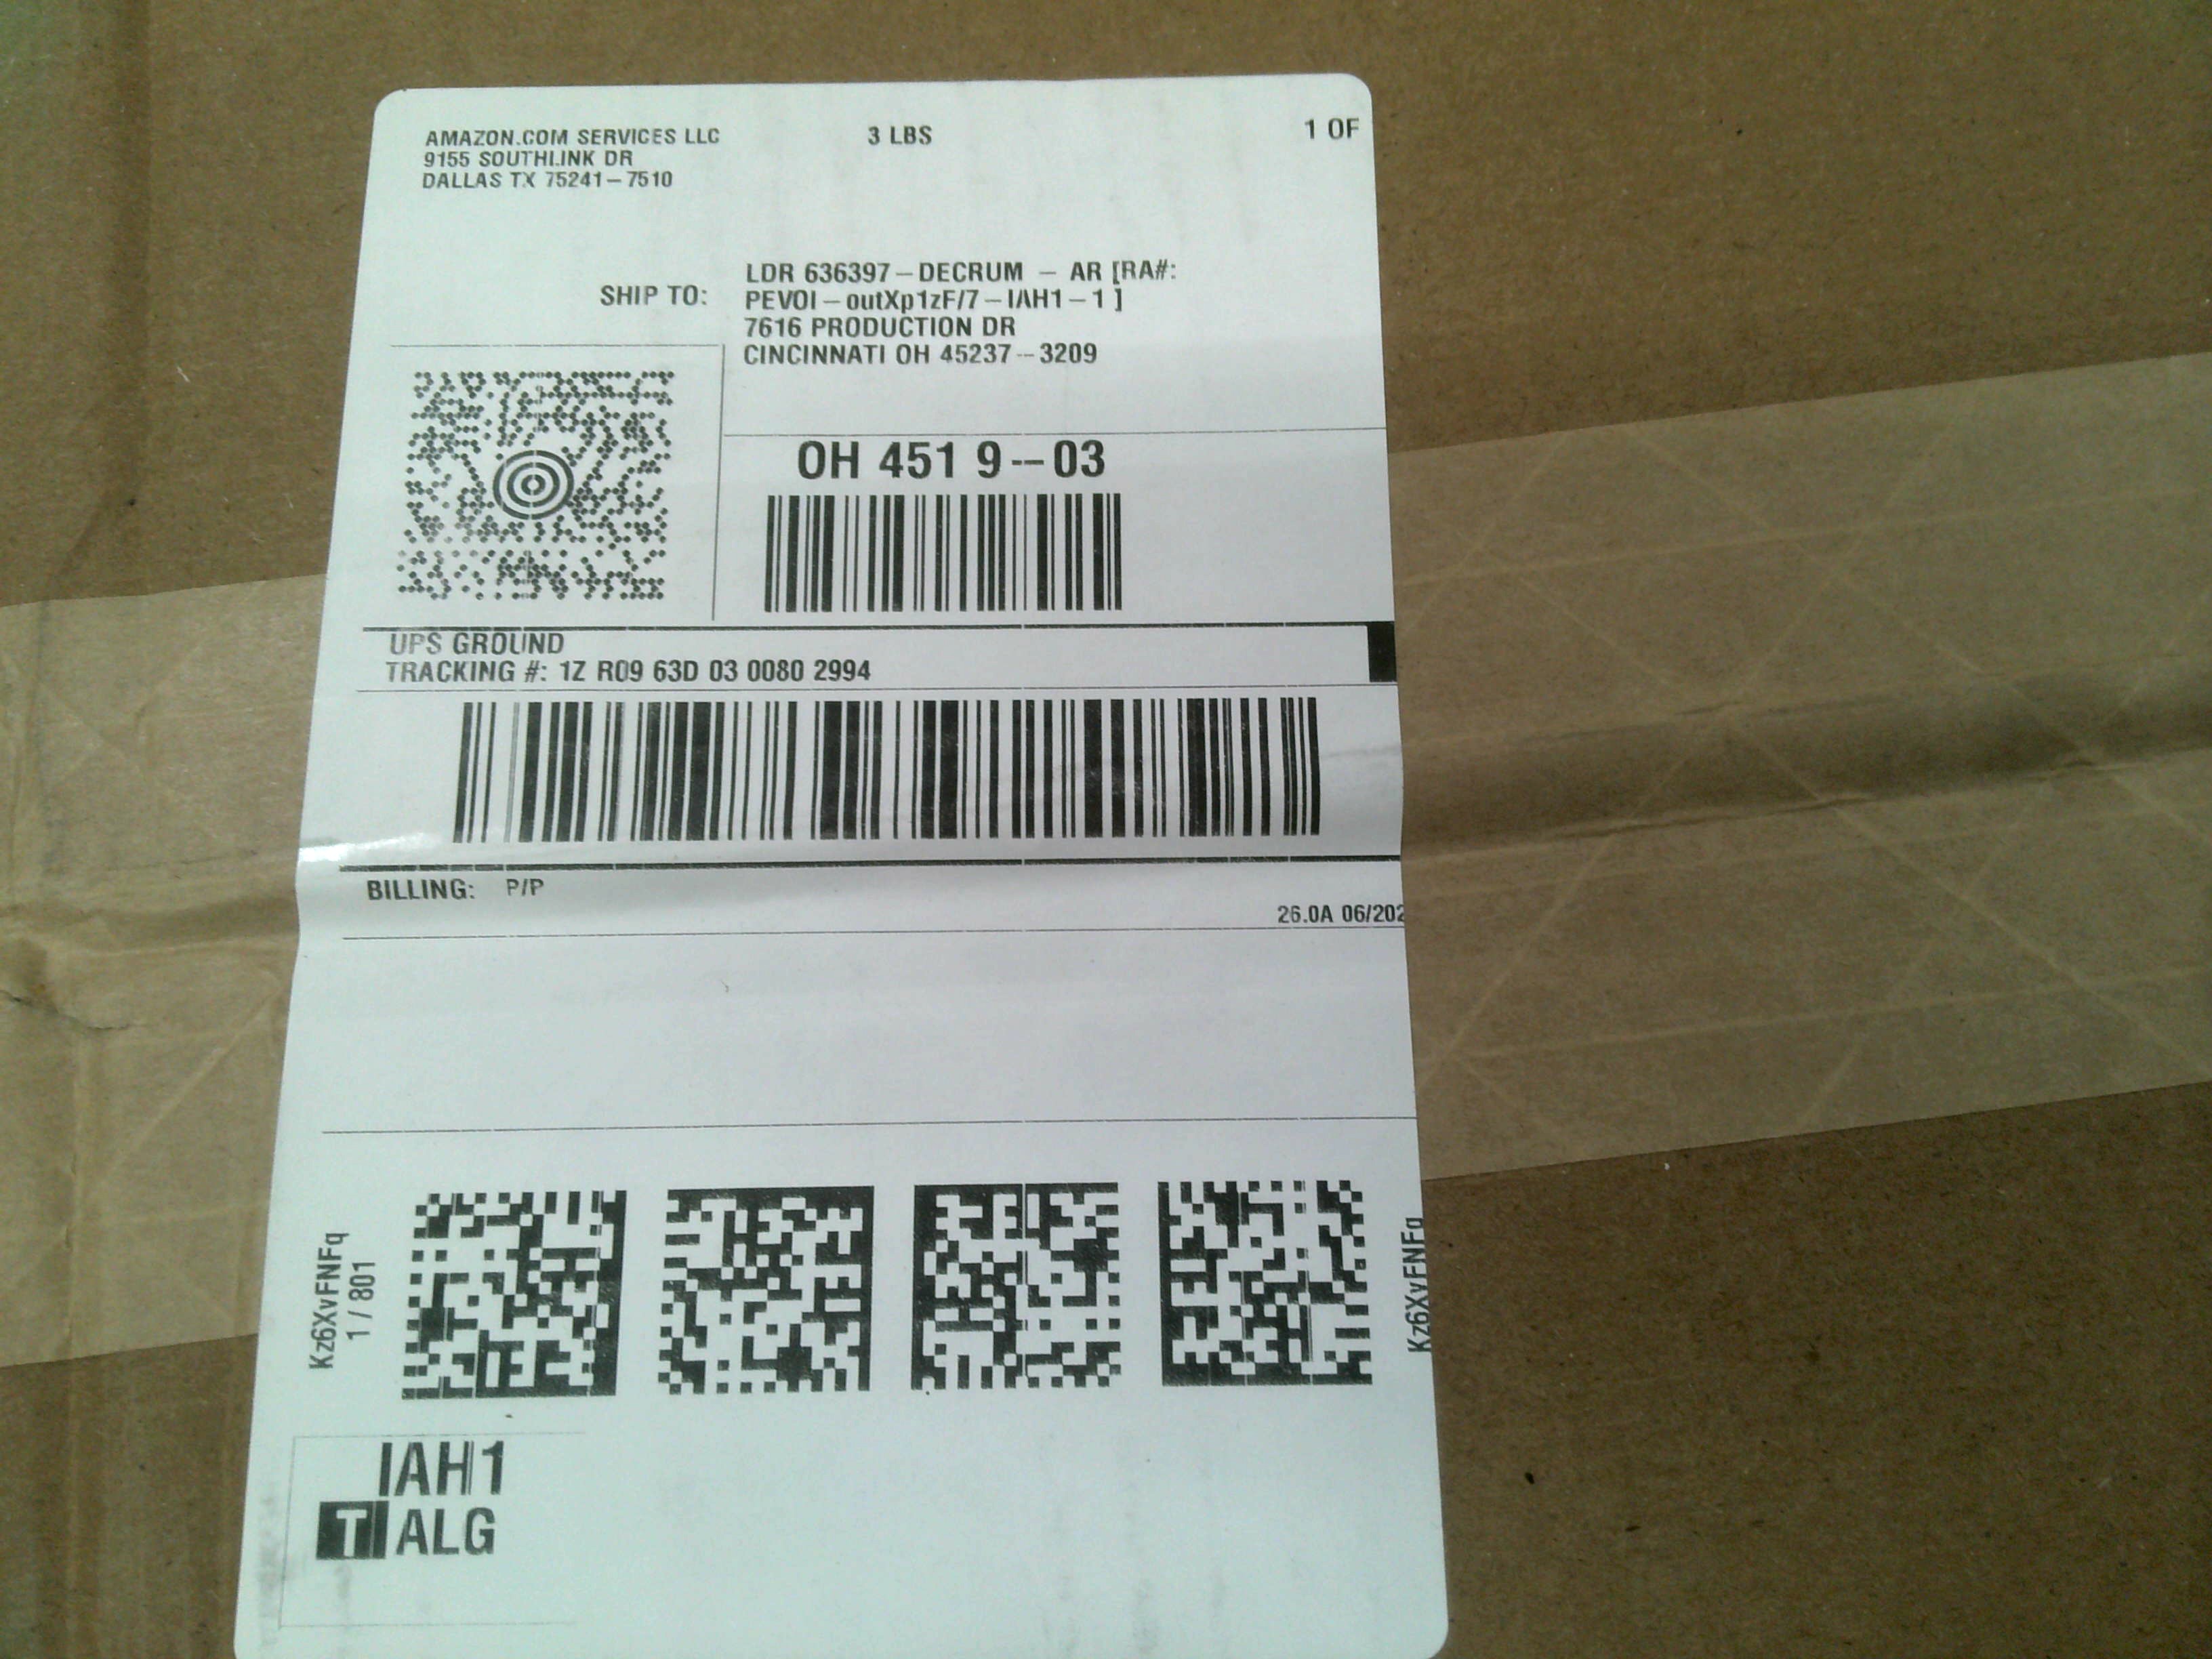 AMAZON.COM SERVICES LLC
9155 SOUTHLINK DR
DALLAS TX 75241-7510
3 LBS
1 OF
SHIP TO:
LDR 636397-DECRUM - AR [RA#:
PEVOI-outXp1zF/7-IAH1-1 ]
7616 PRODUCTION DR
CINCINNATI OH 45237-3209
OH 451 9-03
UPS GROUND
TRACKING #: 1Z R09 63D 03 0080 2994
BILLING: P/P
26.0A 06/202
Kz6XvFNFq
1 / 801
Kz6XvFNFq
IAH1
T ALG